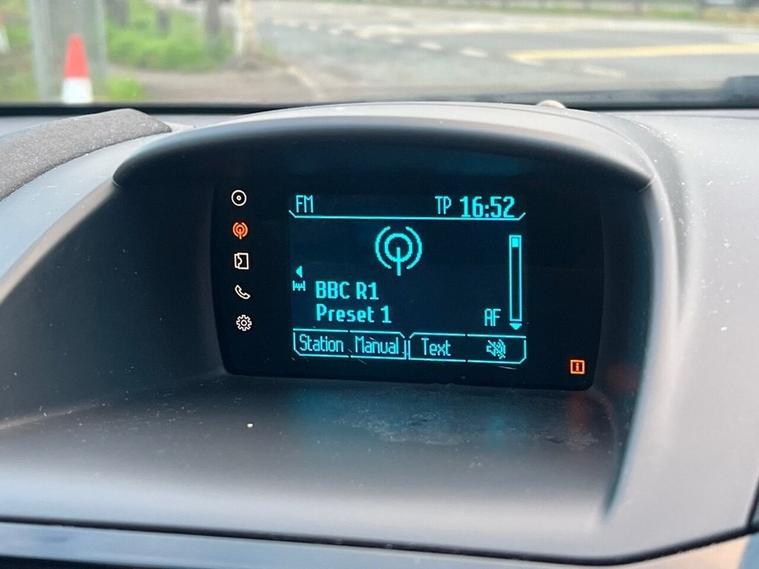 FM TP 16:52
BBC R1
Preset 1 AF
Station Manual Text
i